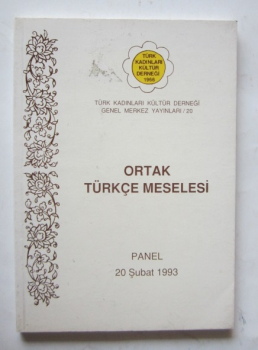 TÜRK
KADINLARI
KÜLTÜR
DERNEĞİ
1966
TÜRK KADINLARI KÜLTÜR DERNEĞİ
GENEL MERKEZ YAYINLARI/20
ORTAK
TÜRKÇE MESELESİ
PANEL
20 Şubat 1993